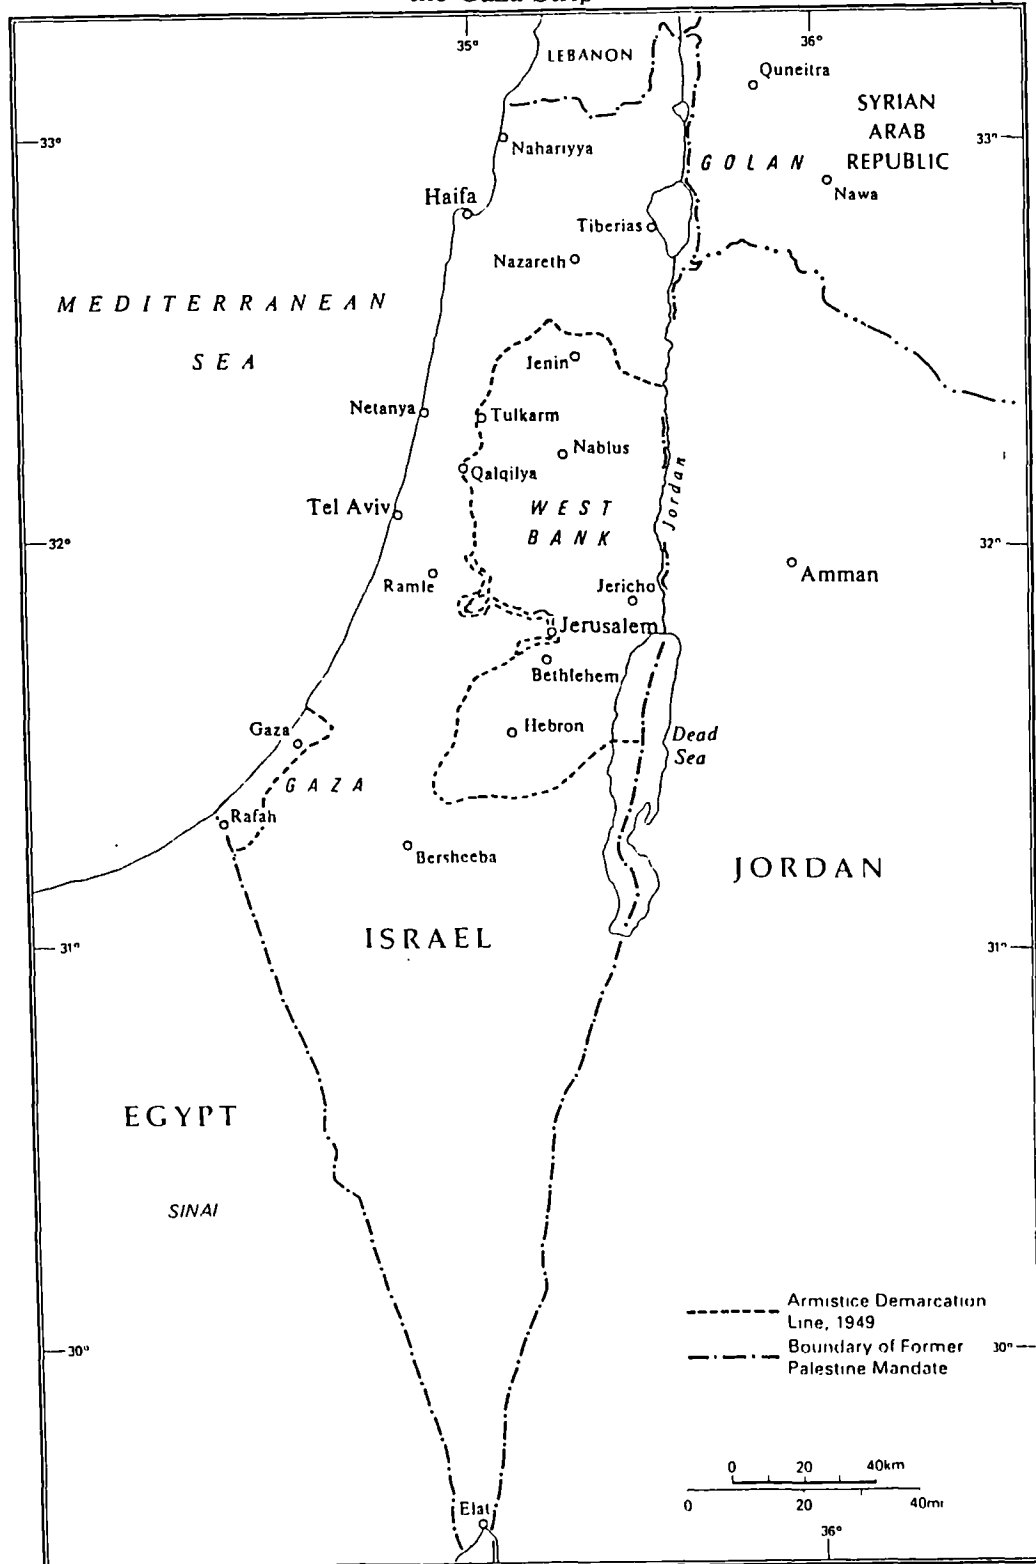 the Gaza Strip
35°
36°
LEBANON
Quneitra
SYRIAN
ARAB
REPUBLIC
33°
33°
Nahariyya
GOLAN
Nawa
Haifa
Tiberias
Nazareth
MEDITERRANEAN
SEA
Jenin
Netanya
Tulkarm
Nablus
Qalqilya
Jordan
Tel Aviv
WEST
BANK
32°
32°
Ramle
Jericho
Amman
Jerusalem
Bethlehem
Gaza
Hebron
Dead
Sea
GAZA
Rafah
Bersheeba
JORDAN
ISRAEL
31°
31°
EGYPT
SINAI
Armistice Demarcation
Line, 1949
Boundary of Former
Palestine Mandate
30°
30°
0 20 40km
0 20 40mi
Elat
36°